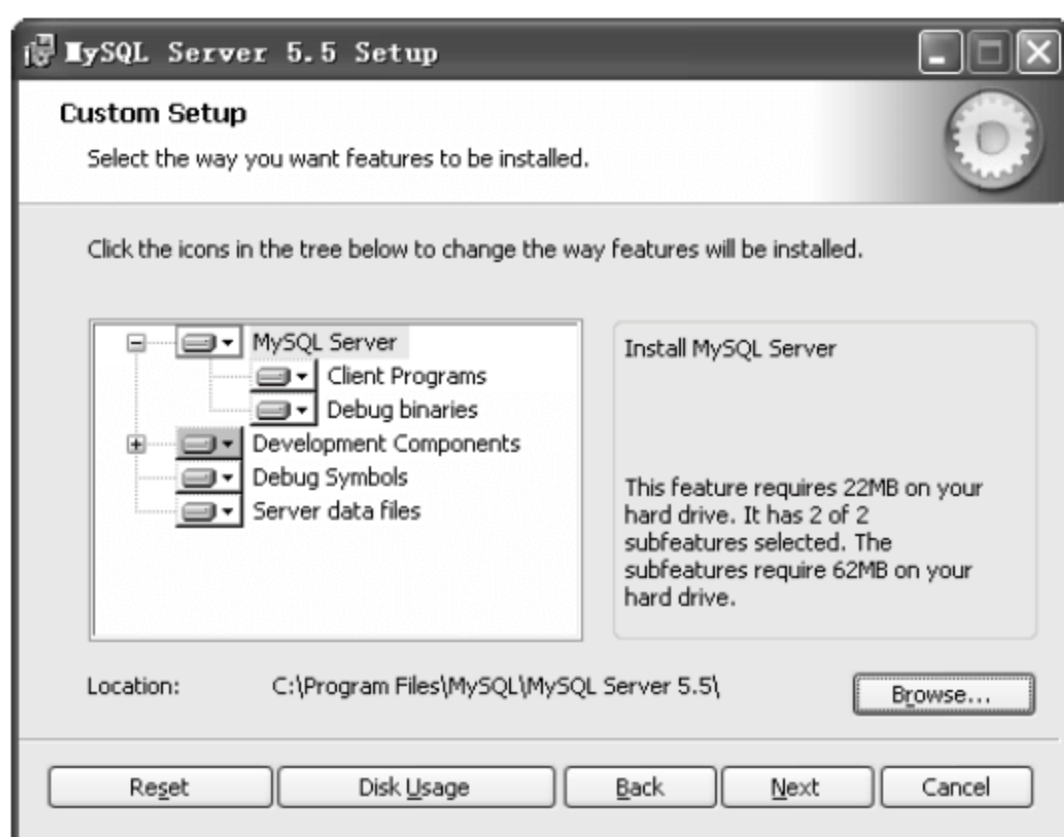 MySQL Server 5.5 Setup
Custom Setup
Select the way you want features to be installed.
Click the icons in the tree below to change the way features will be installed.
MySQL Server
Client Programs
Debug binaries
Development Components
Debug Symbols
Server data files
Install MySQL Server
This feature requires 22MB on your
hard drive. It has 2 of 2
subfeatures selected. The
subfeatures require 62MB on your
hard drive.
Location: C:\Program Files\MySQL\MySQL Server 5.5\
Browse...
Reset Disk Usage Back Next Cancel